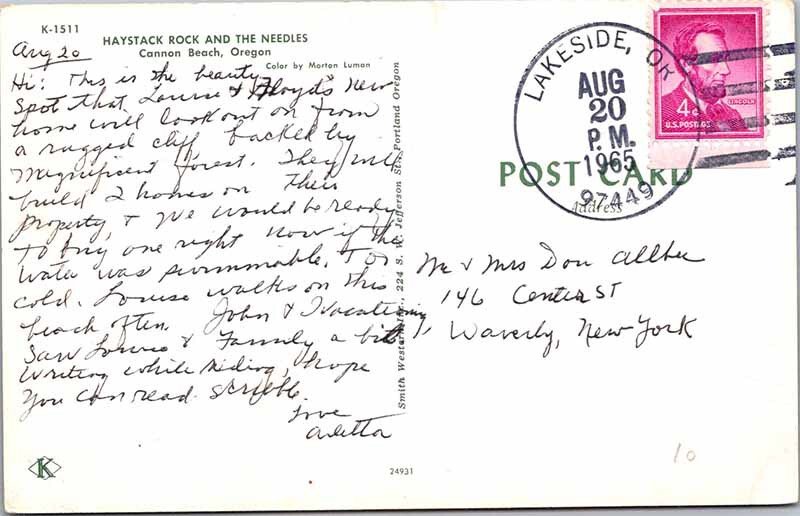 K-1511
HAYSTACK ROCK AND THE NEEDLES
Cannon Beach, Oregon
Color by Morton Luman
Aug 20
Hi: This is the beauty
spot that Louise & Floyd's new
home will look out on from
a rugged cliff backed by
magnificent forest. They will
build 2 homes on their
property, & we would be ready
to buy one right now if the
water was swimmable. Too
cold. Louise walks on this
beach often. John & I vacationing,
saw Louise & Family a bit.
Writing while riding, hope
you can read scribble.
Love
Arletta
K
Smith Western Inc., 224 S. W. Jefferson St., Portland Oregon
24931
LAKESIDE, OR
AUG
20
P.M.
1965
97449
4¢
LINCOLN
U.S. POSTAGE
POST CARD
Address
Mr & Mrs Don Allbee
146 Center St
Waverly, New York
10